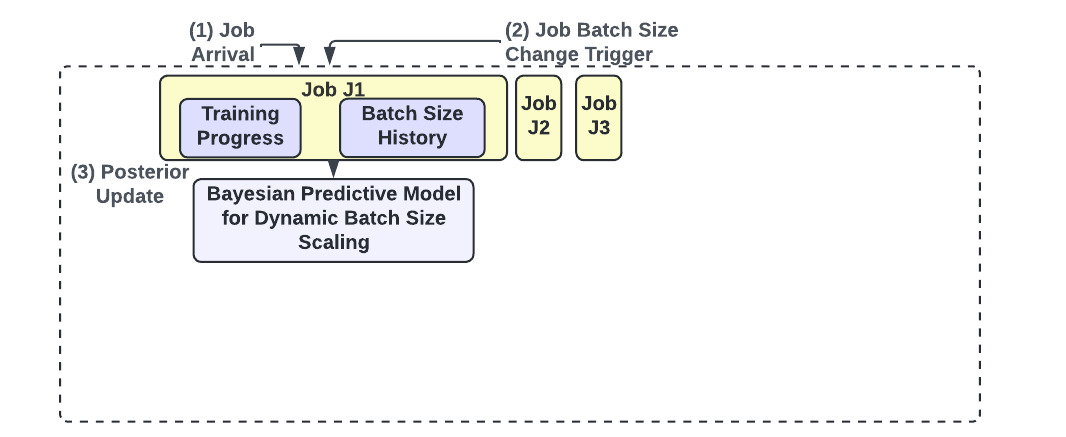 (1) Job
Arrival
(2) Job Batch Size
Change Trigger
Job J1
Training
Progress
Batch Size
History
Job
J2
Job
J3
(3) Posterior
Update
Bayesian Predictive Model
for Dynamic Batch Size
Scaling